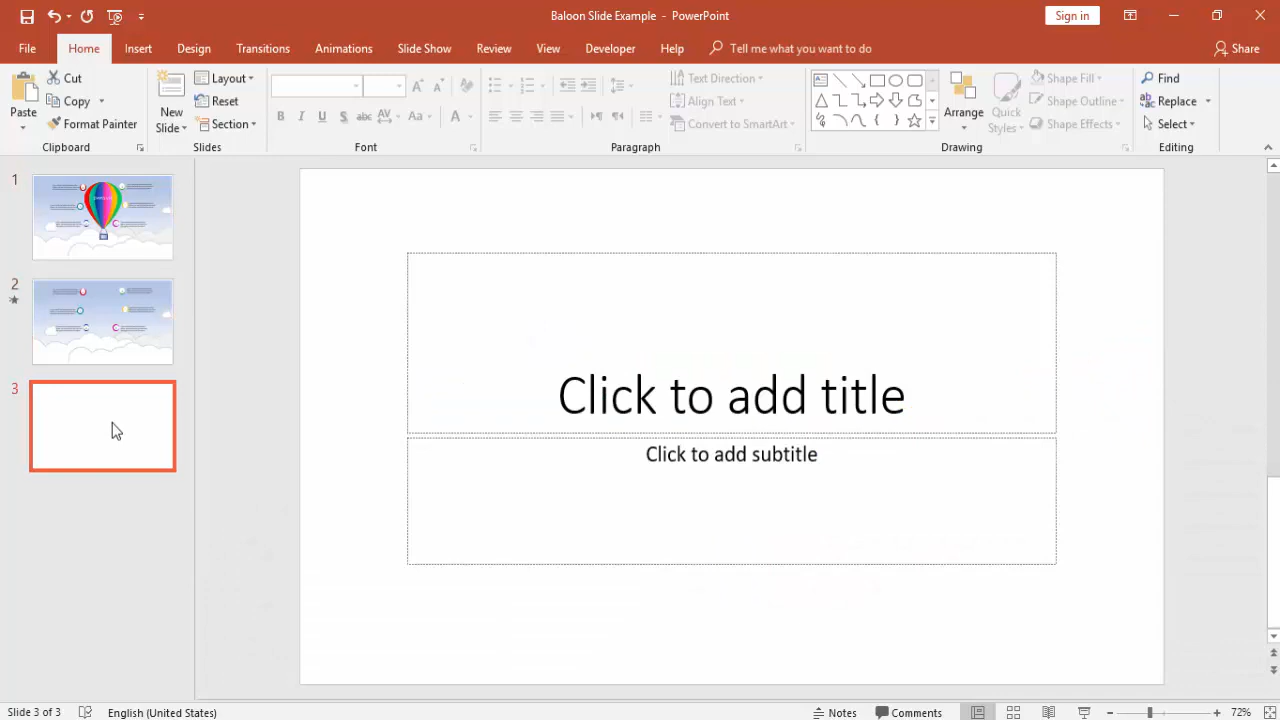 Baloon Slide Example - PowerPoint
Sign in
File Home Insert Design Transitions Animations Slide Show Review View Developer Help Tell me what you want to do Share
Paste
Cut
Copy
Format Painter
Clipboard
New
Slide
Layout
Reset
Section
Slides
B I U S abc AV Aa A
Font
Text Direction
Align Text
Convert to SmartArt
Paragraph
Arrange
Quick
Styles
Shape Fill
Shape Outline
Shape Effects
Drawing
Find
Replace
Select
Editing
1
2
3
Click to add title
Click to add subtitle
Slide 3 of 3 English (United States) Notes Comments 72%